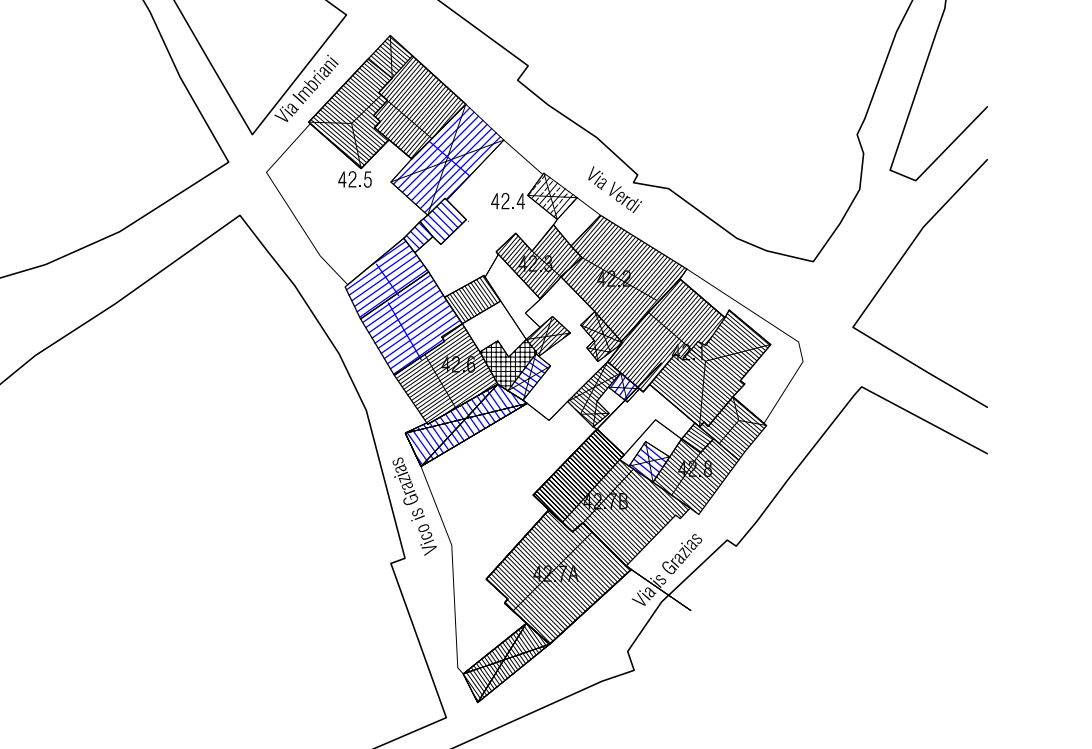 Via Imbriani
42.5
42.4
Via Verdi
42.3
42.2
42.1
42.6
42.8
Vico is Grazias
42.7B
42.7A
Via is Grazias